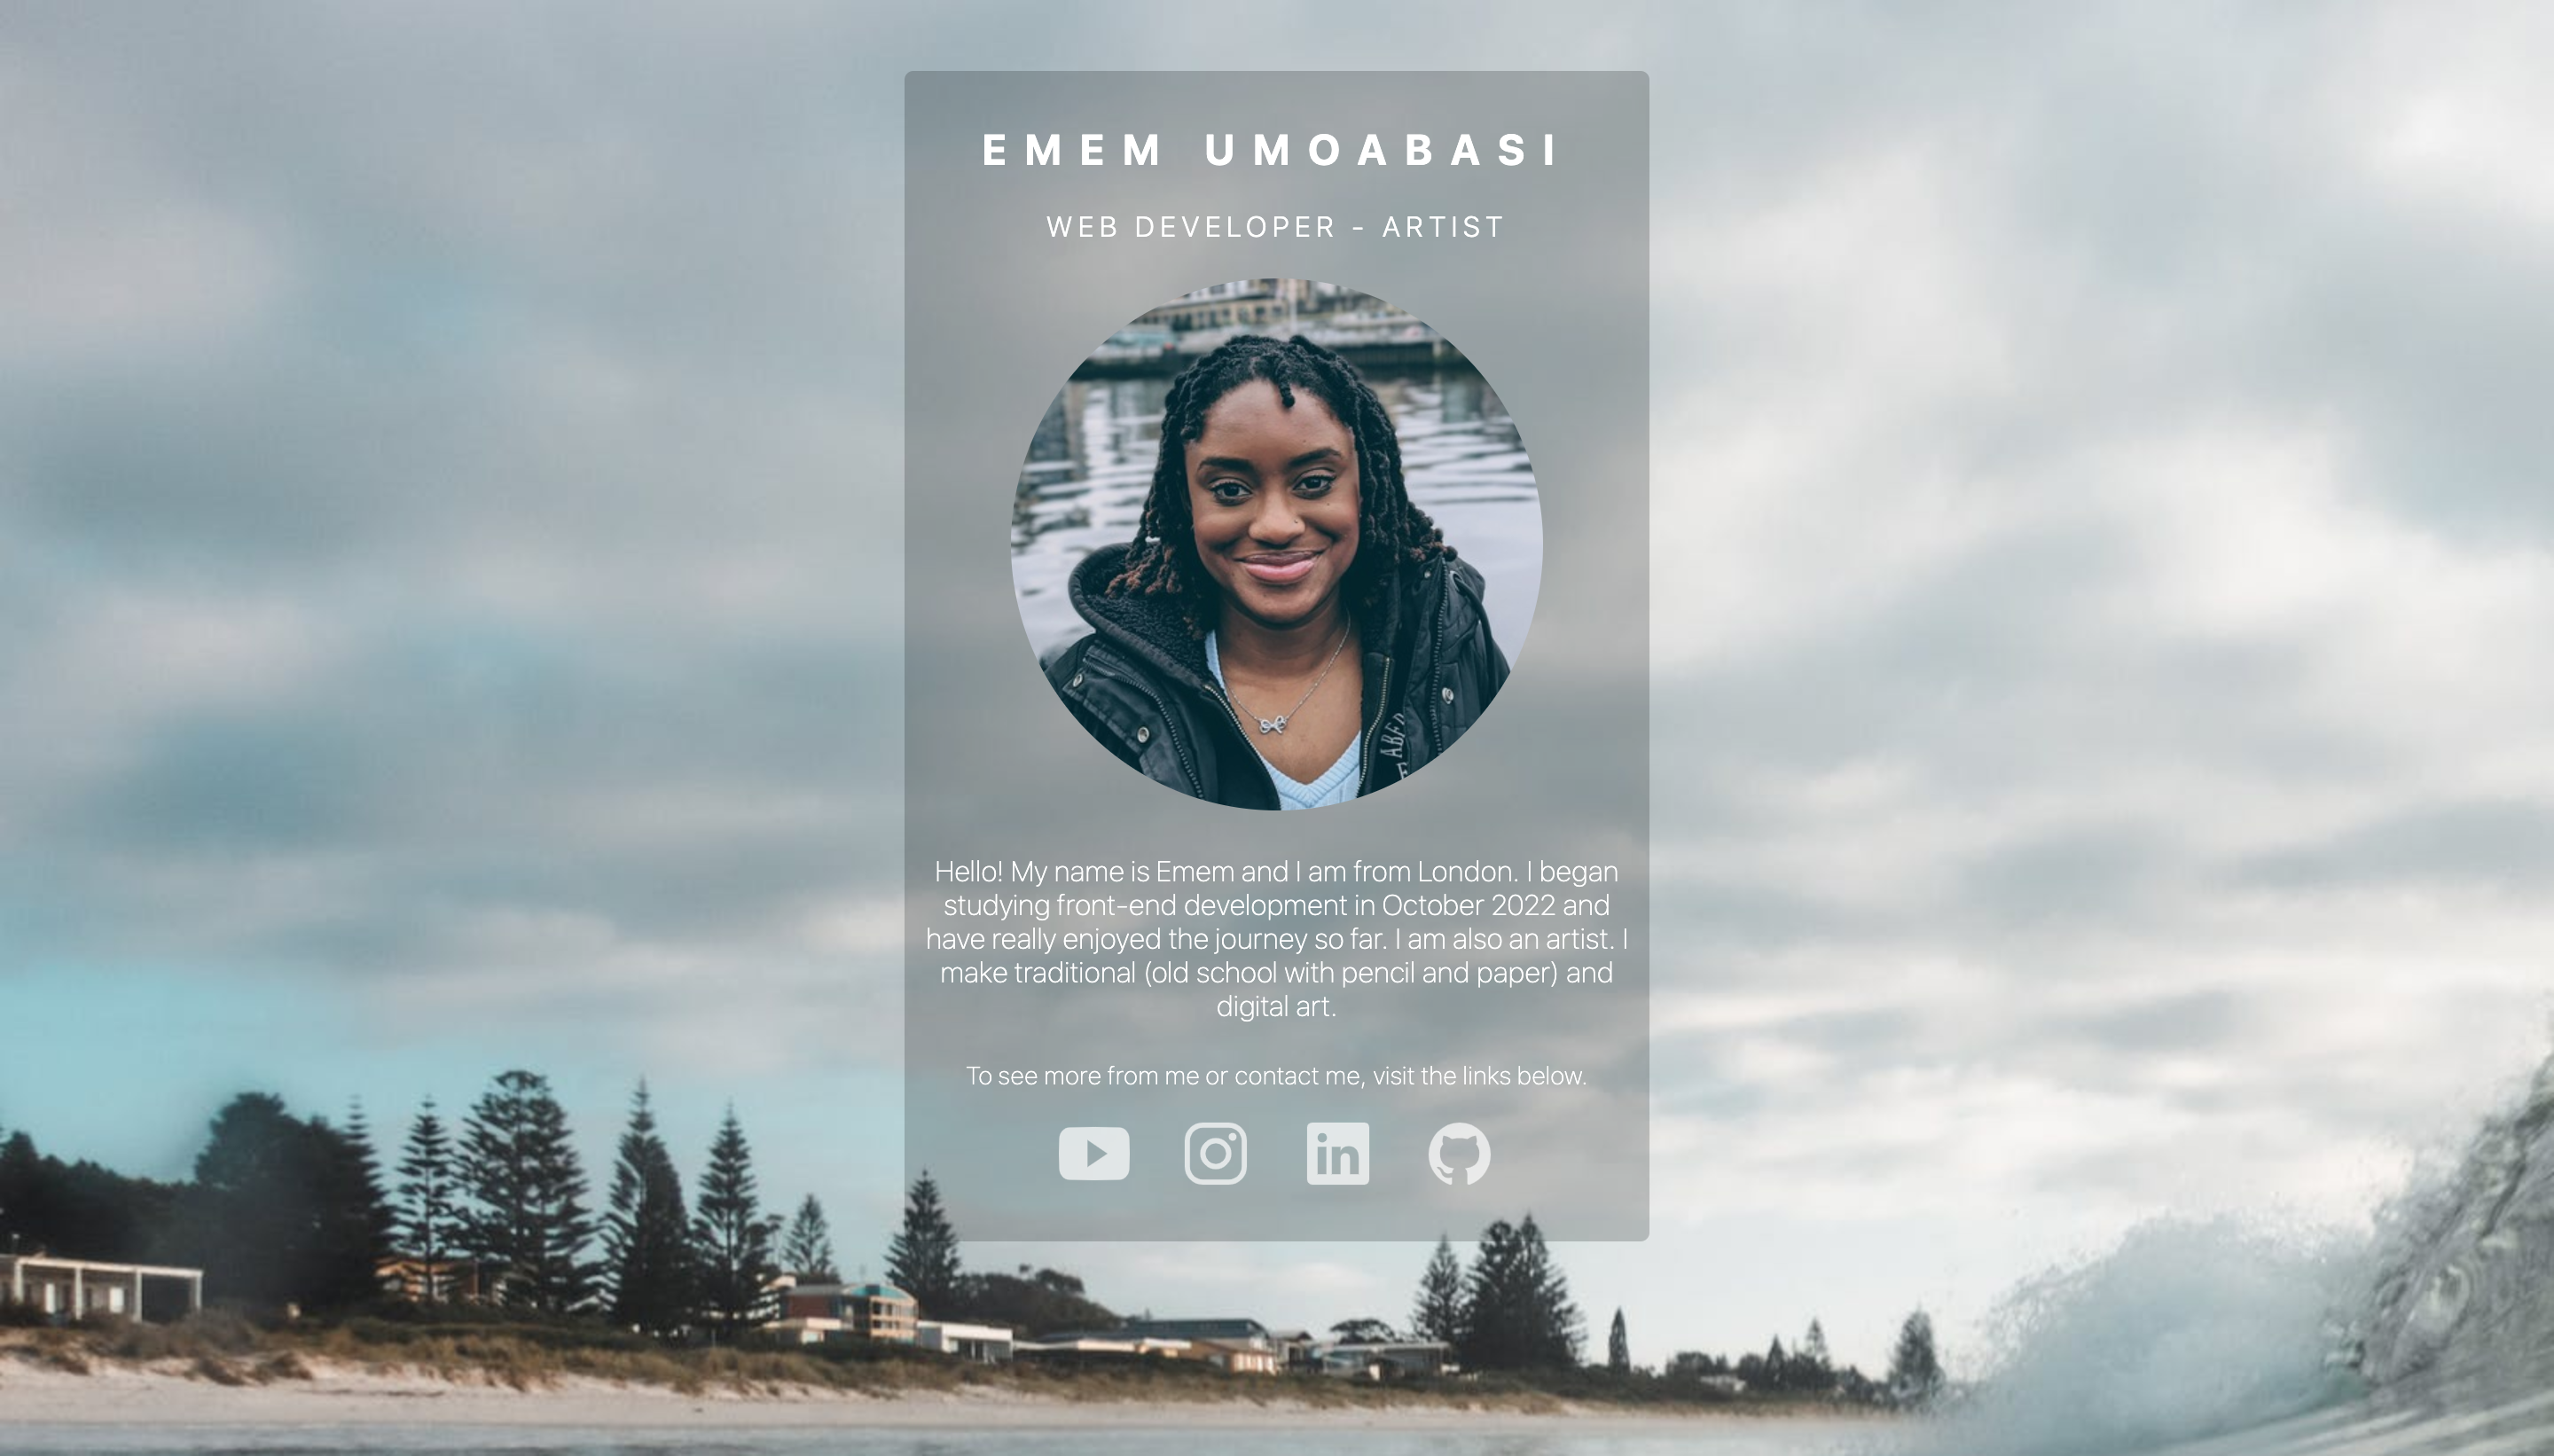 EMEM UMOABASI
WEB DEVELOPER - ARTIST
ABER
Hello! My name is Emem and I am from London. I began
studying front-end development in October 2022 and
have really enjoyed the journey so far. I am also an artist. I
make traditional (old school with pencil and paper) and
digital art.
To see more from me or contact me, visit the links below.
in